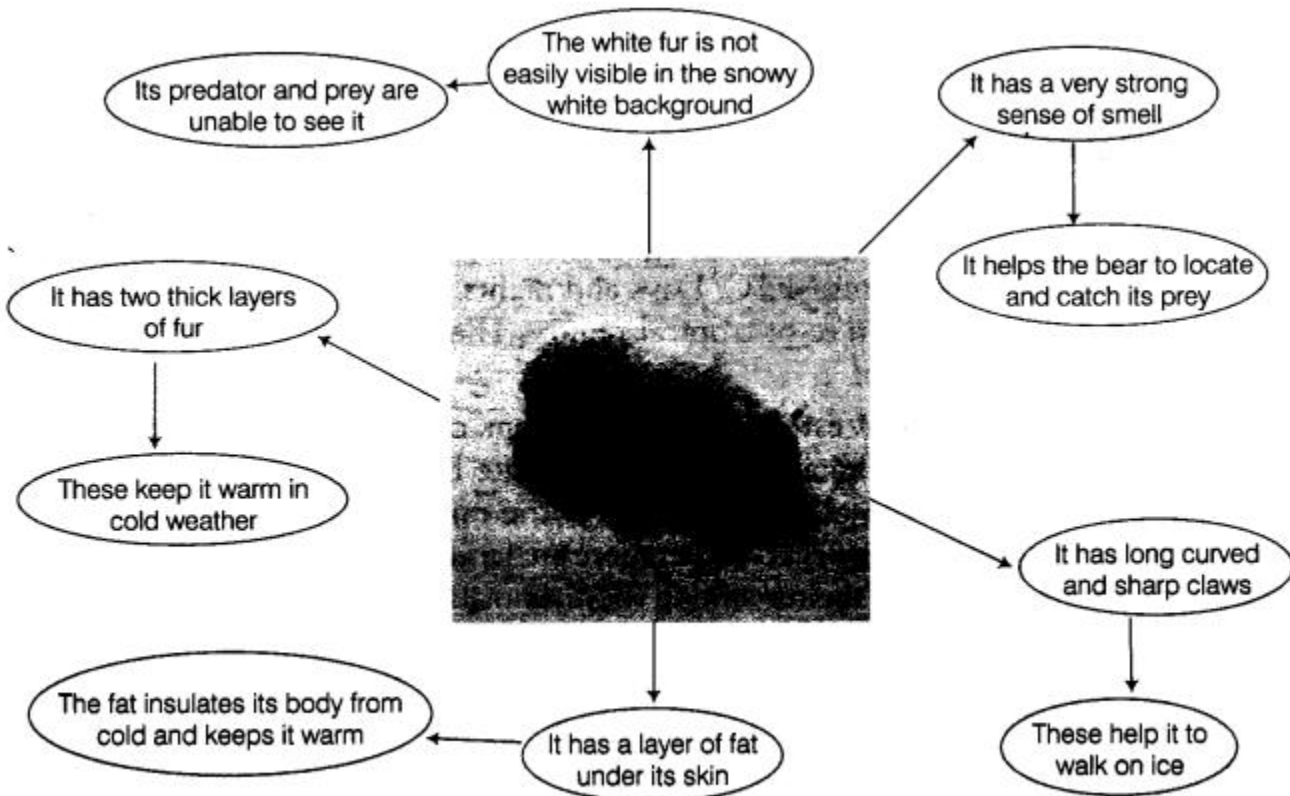 The white fur is not
easily visible in the snowy
white background
Its predator and prey are
unable to see it
It has a very strong
sense of smell
It helps the bear to locate
and catch its prey
It has two thick layers
of fur
These keep it warm in
cold weather
It has long curved
and sharp claws
These help it to
walk on ice
It has a layer of fat
under its skin
The fat insulates its body from
cold and keeps it warm